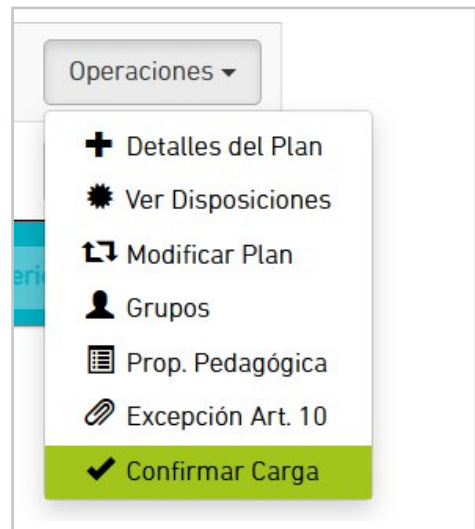 Operaciones
Detalles del Plan
Ver Disposiciones
Modificar Plan
Grupos
Prop. Pedagógica
Excepción Art. 10
Confirmar Carga